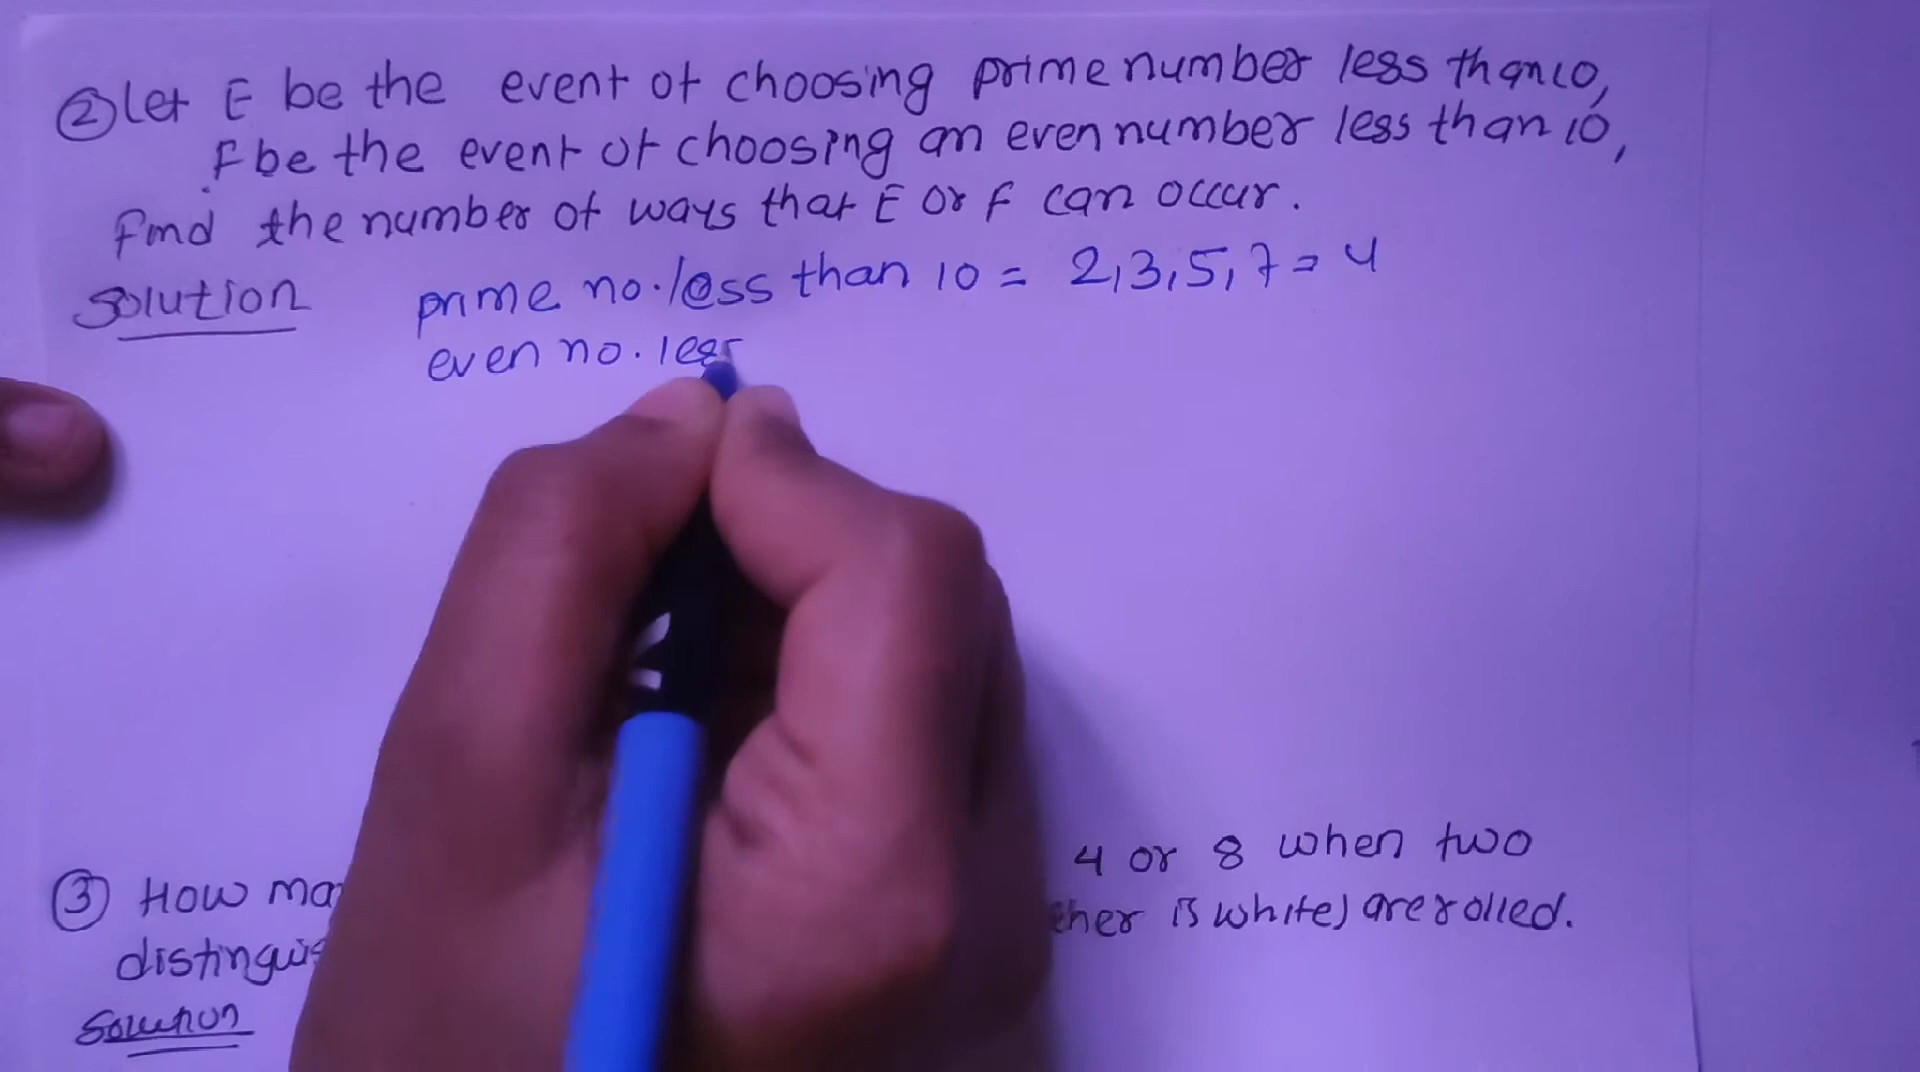 ② Let E be the event of choosing prime number less than 10,
F be the event of choosing an even number less than 10,
find the number of ways that E or F can occur.
Solution prime no. less than 10 = 2,3,5,7 = 4
even no. less
③ How 4 or 8 when two
is white) are rolled.
Solution